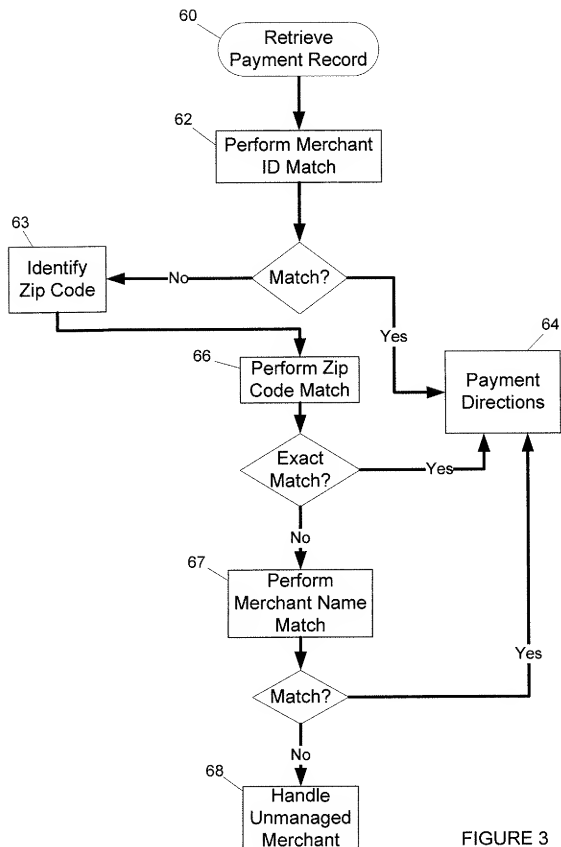 60
Retrieve
Payment Record
62
Perform Merchant
ID Match
63
Identify
Zip Code
No
Match?
Yes
64
Payment
Directions
66
Perform Zip
Code Match
Exact
Match?
Yes
No
67
Perform
Merchant Name
Match
Yes
Match?
No
68
Handle
Unmanaged
Merchant
FIGURE 3